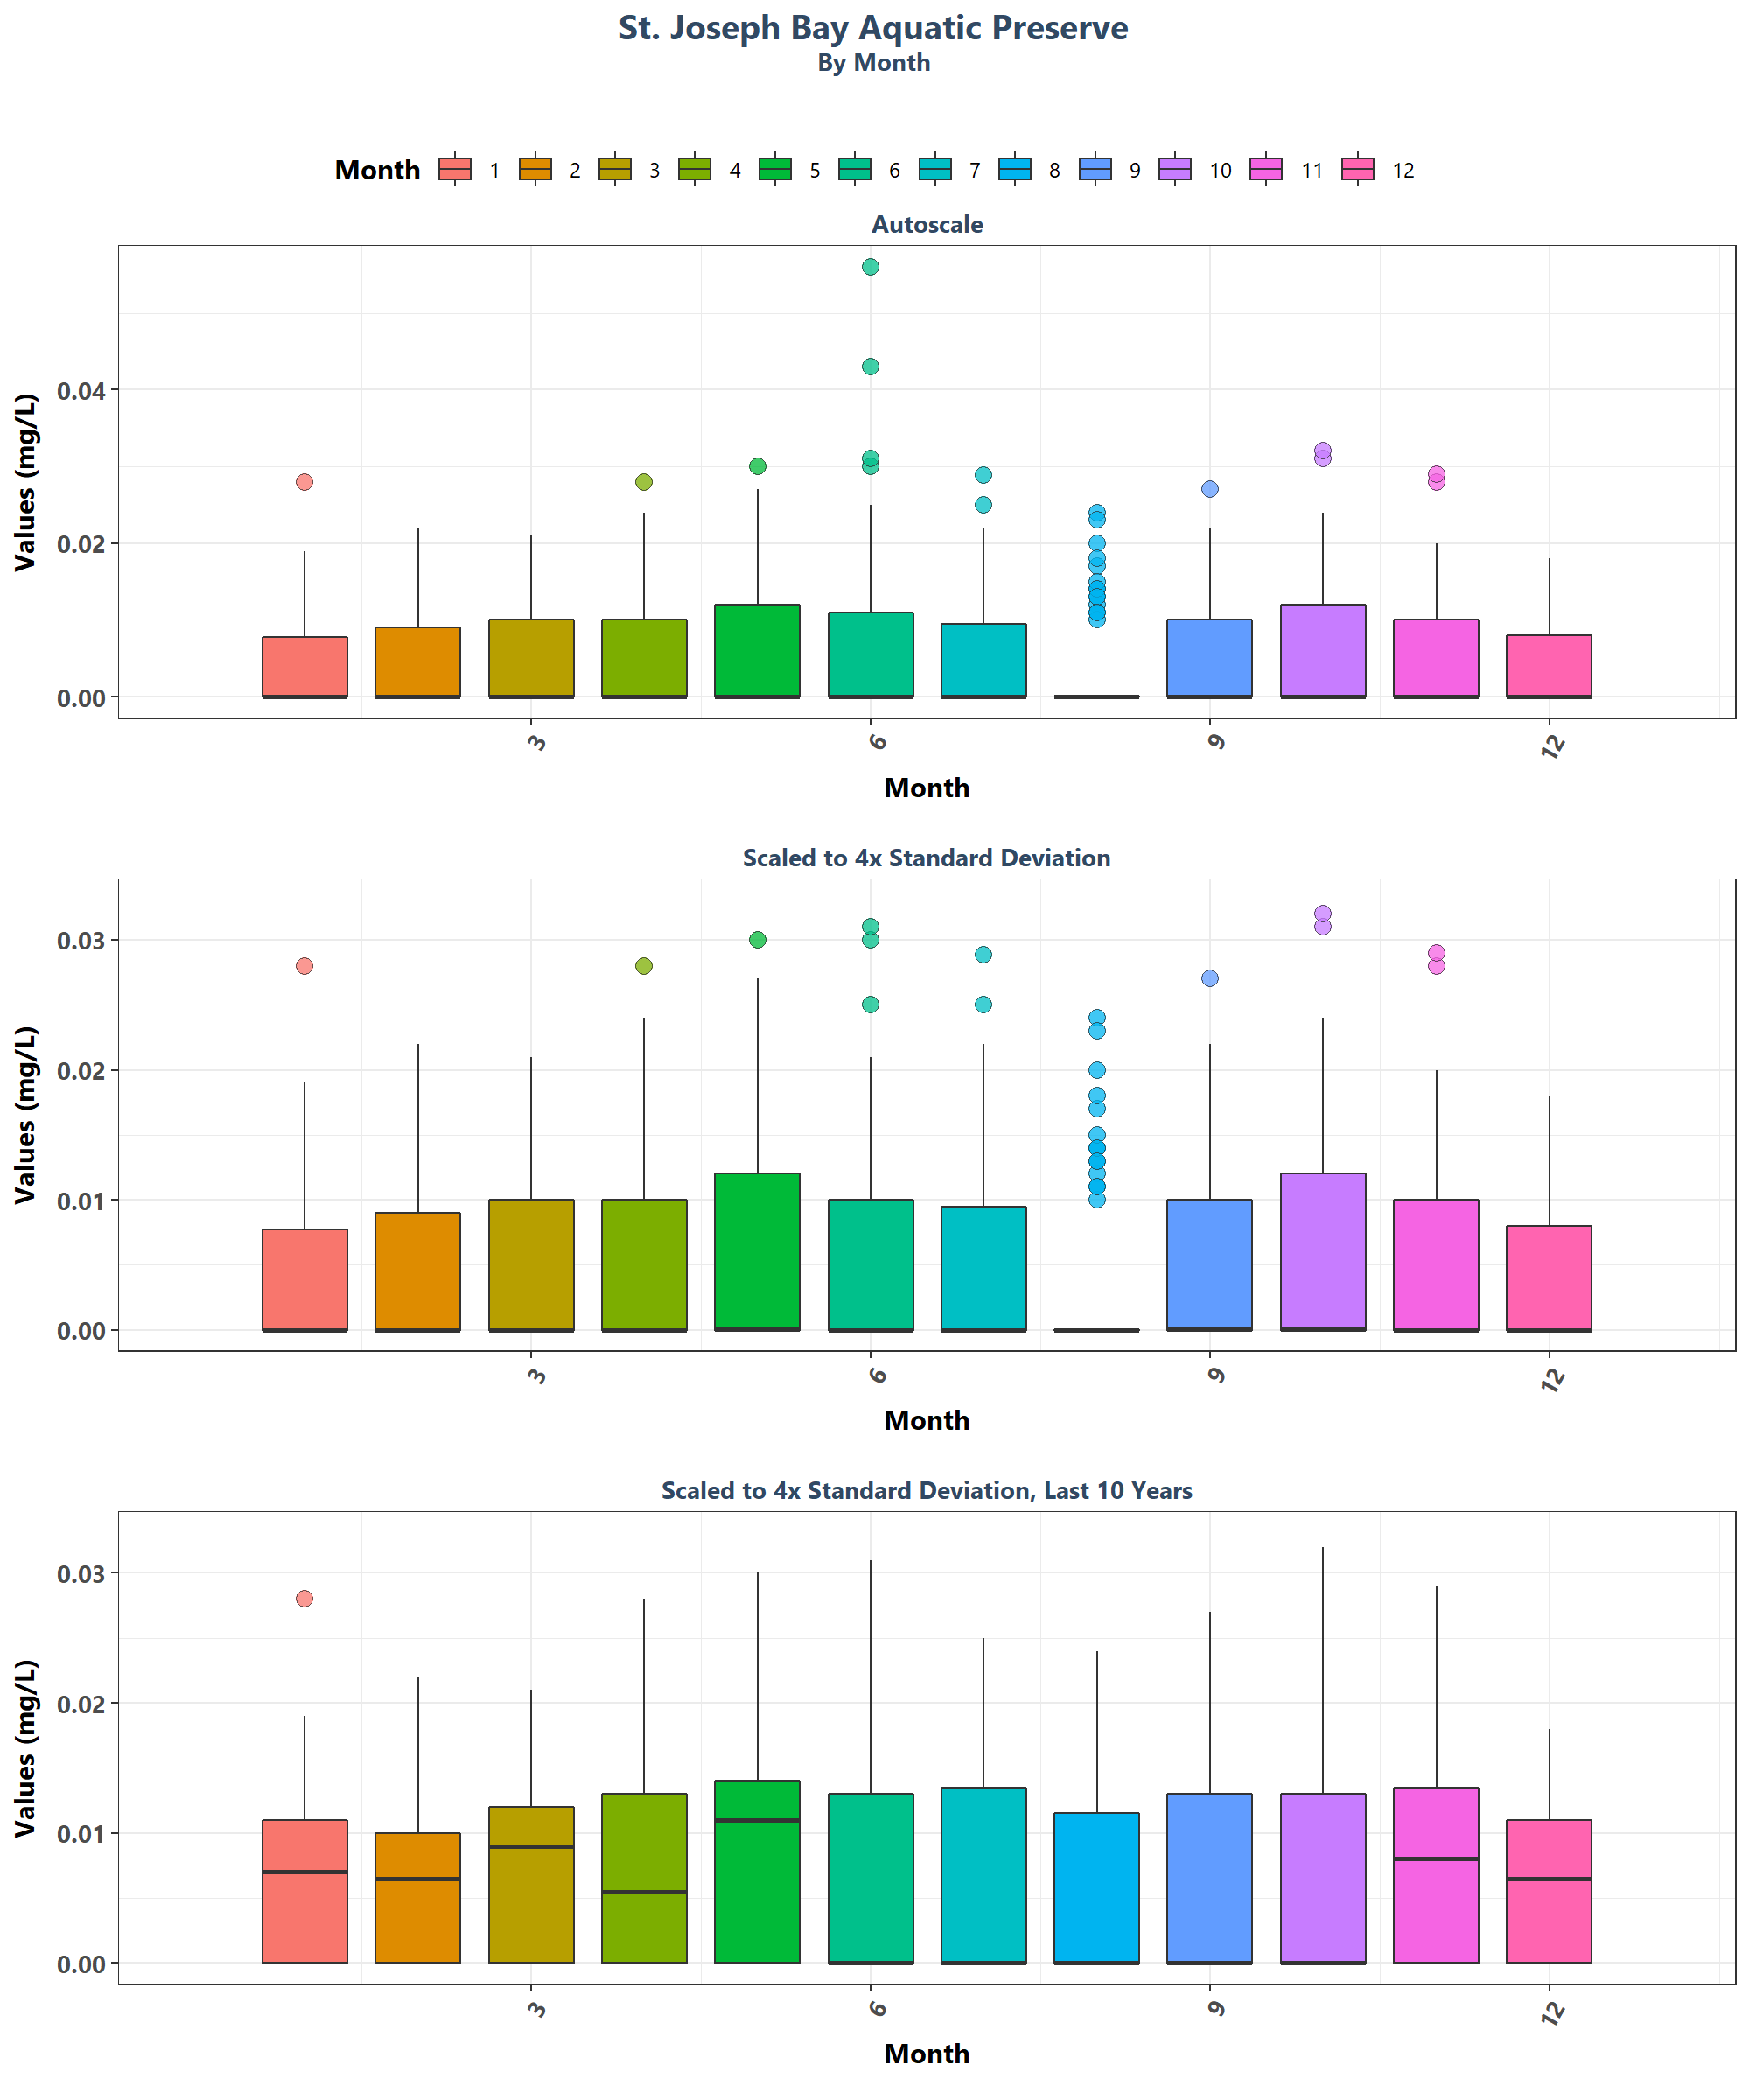 St. Joseph Bay Aquatic Preserve
By Month
Month 1 2 3 4 5 6 7 8 9 10 11 12
Autoscale
Values (mg/L)
0.04
0.02
0.00
3 6 9 12
Month
Scaled to 4x Standard Deviation
Values (mg/L)
0.03
0.02
0.01
0.00
3 6 9 12
Month
Scaled to 4x Standard Deviation, Last 10 Years
Values (mg/L)
0.03
0.02
0.01
0.00
3 6 9 12
Month